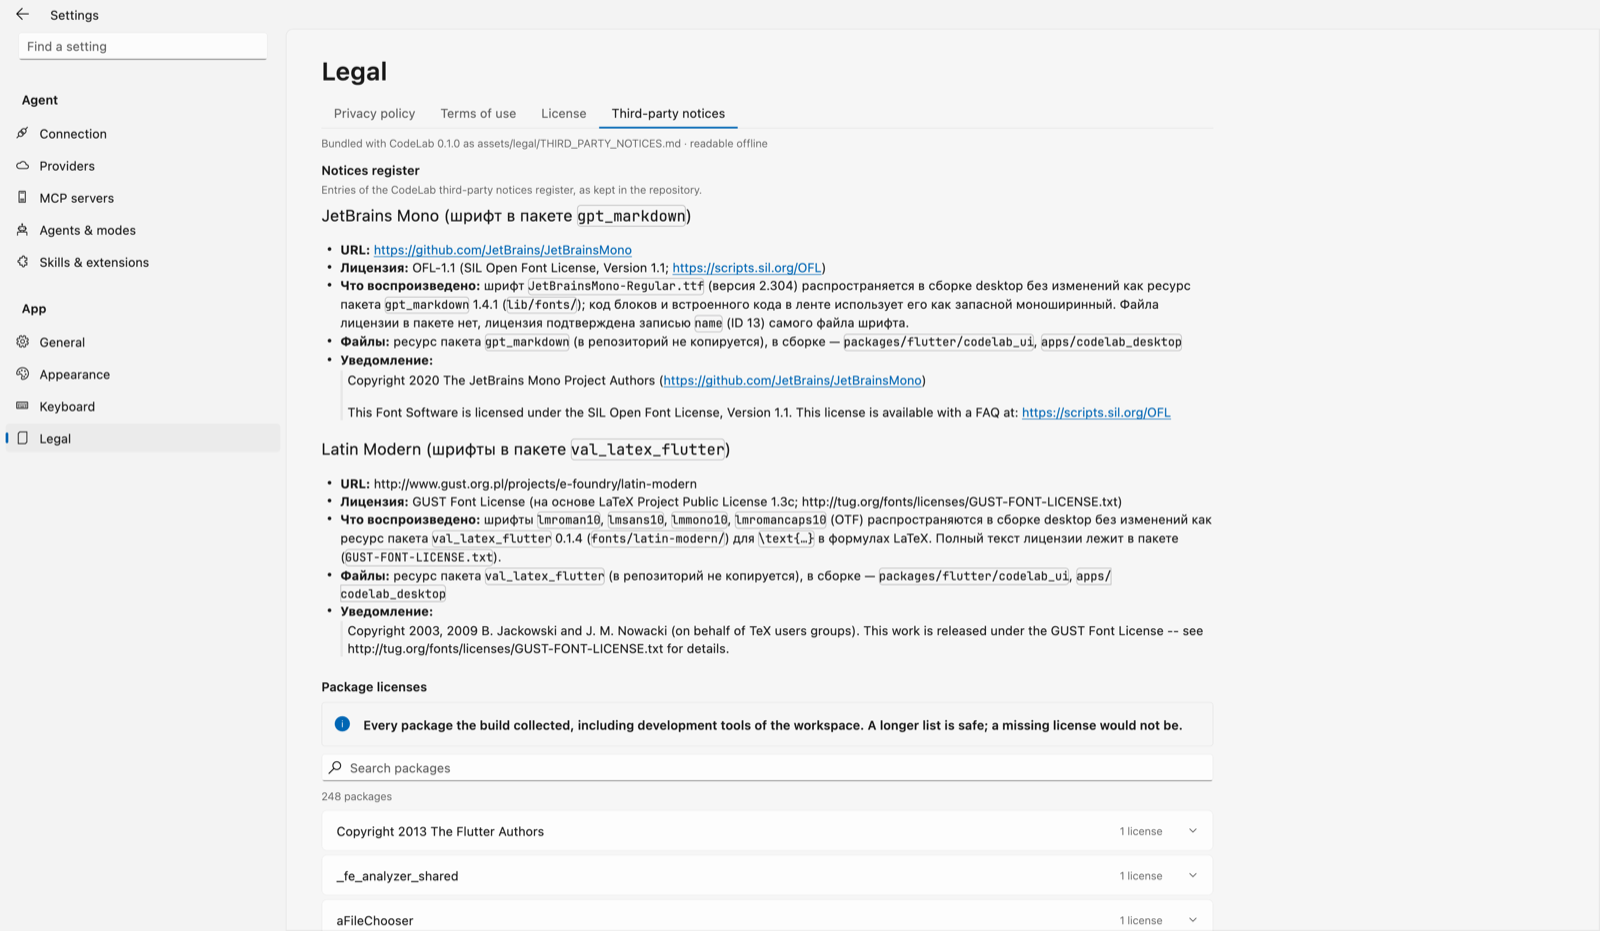 Settings
Find a setting
Agent
Connection
Providers
MCP servers
Agents & modes
Skills & extensions
App
General
Appearance
Keyboard
Legal
Legal
Privacy policy
Terms of use
License
Third-party notices
Bundled with CodeLab 0.1.0 as assets/legal/THIRD_PARTY_NOTICES.md · readable offline
Notices register
Entries of the CodeLab third-party notices register, as kept in the repository.
JetBrains Mono (шрифт в пакете gpt_markdown)
• URL: https://github.com/JetBrains/JetBrainsMono
• Лицензия: OFL-1.1 (SIL Open Font License, Version 1.1; https://scripts.sil.org/OFL)
• Что воспроизведено: шрифт JetBrainsMono-Regular.ttf (версия 2.304) распространяется в сборке desktop без изменений как ресурс
пакета gpt_markdown 1.4.1 (lib/fonts/); код блоков и встроенного кода в ленте использует его как запасной моноширинный. Файла
лицензии в пакете нет, лицензия подтверждена записью name (ID 13) самого файла шрифта.
• Файлы: ресурс пакета gpt_markdown (в репозиторий не копируется), в сборке — packages/flutter/codelab_ui, apps/codelab_desktop
• Уведомление:
Copyright 2020 The JetBrains Mono Project Authors (https://github.com/JetBrains/JetBrainsMono)
This Font Software is licensed under the SIL Open Font License, Version 1.1. This license is available with a FAQ at: https://scripts.sil.org/OFL
Latin Modern (шрифты в пакете val_latex_flutter)
• URL: http://www.gust.org.pl/projects/e-foundry/latin-modern
• Лицензия: GUST Font License (на основе LaTeX Project Public License 1.3c; http://tug.org/fonts/licenses/GUST-FONT-LICENSE.txt)
• Что воспроизведено: шрифты lmroman10, lmsans10, lmmono10, lmromancaps10 (OTF) распространяются в сборке desktop без изменений как
ресурс пакета val_latex_flutter 0.1.4 (fonts/latin-modern/) для \text{…} в формулах LaTeX. Полный текст лицензии лежит в пакете
(GUST-FONT-LICENSE.txt).
• Файлы: ресурс пакета val_latex_flutter (в репозиторий не копируется), в сборке — packages/flutter/codelab_ui, apps/
codelab_desktop
• Уведомление:
Copyright 2003, 2009 B. Jackowski and J. M. Nowacki (on behalf of TeX users groups). This work is released under the GUST Font License -- see
http://tug.org/fonts/licenses/GUST-FONT-LICENSE.txt for details.
Package licenses
Every package the build collected, including development tools of the workspace. A longer list is safe; a missing license would not be.
Search packages
248 packages
Copyright 2013 The Flutter Authors
1 license
_fe_analyzer_shared
1 license
aFileChooser
1 license